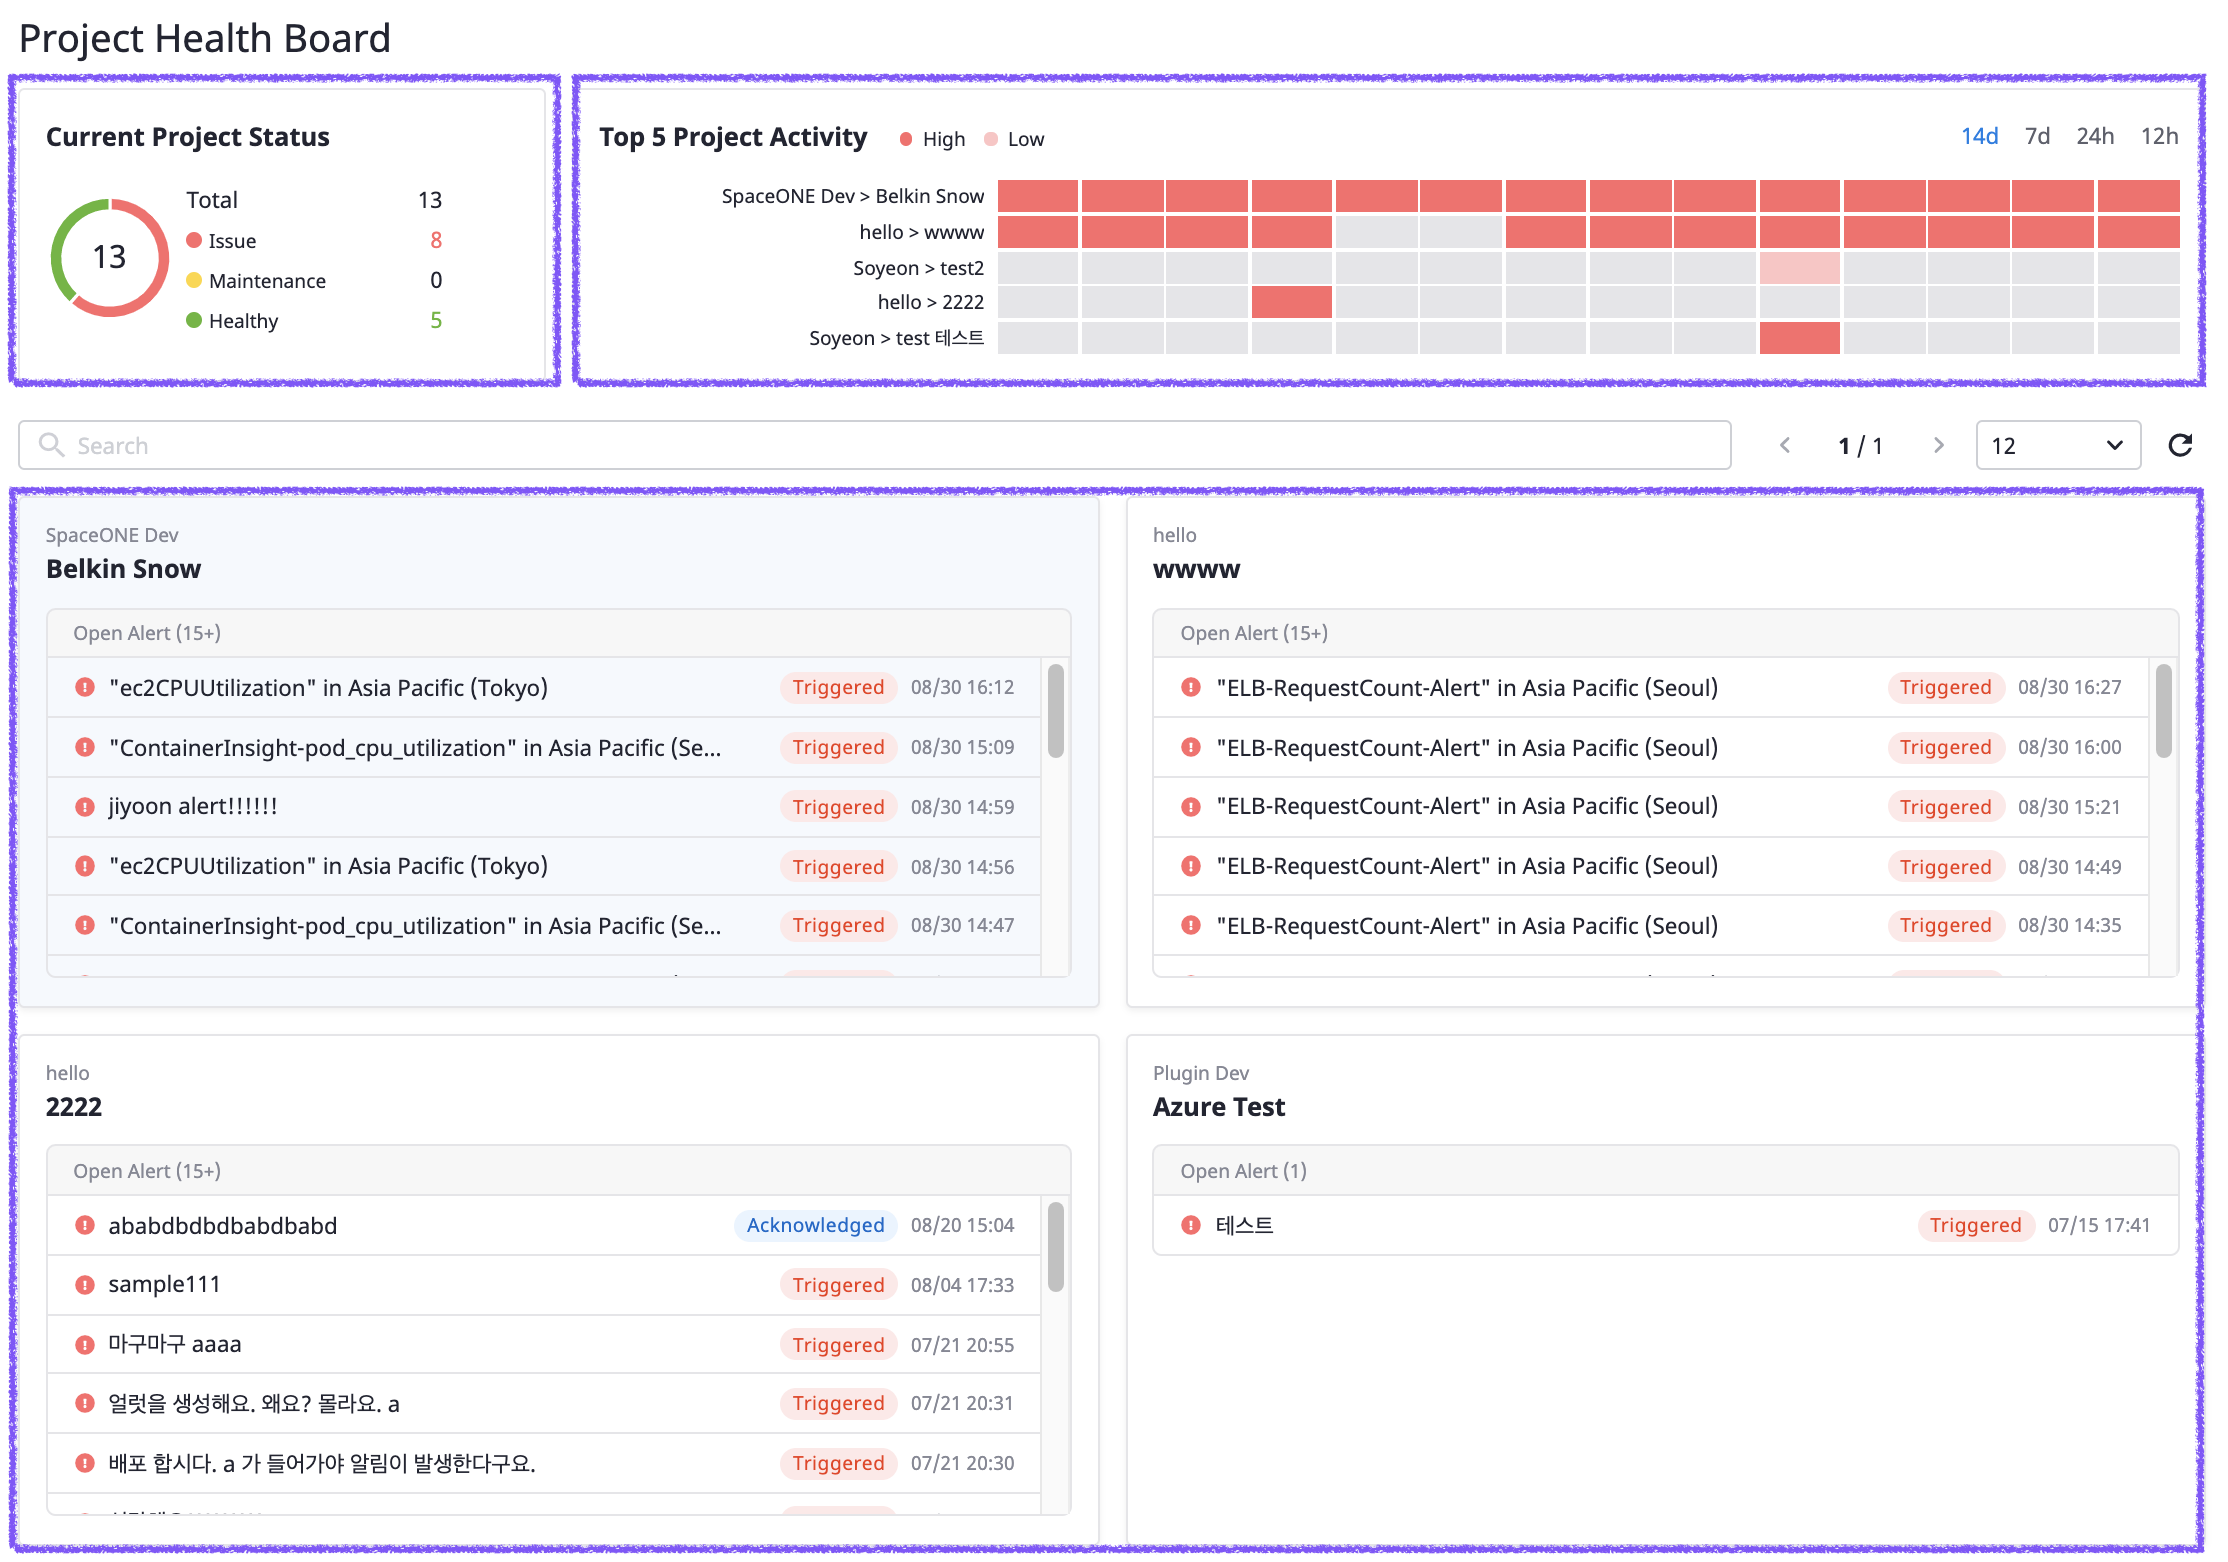 Project Health Board
Current Project Status
13
Total 13
Issue 8
Maintenance 0
Healthy 5
Top 5 Project Activity High Low 14d 7d 24h 12h
SpaceONE Dev > Belkin Snow
hello > wwww
Soyeon > test2
hello > 2222
Soyeon > test 테스트
Search 1 / 1 12
SpaceONE Dev
Belkin Snow
Open Alert (15+)
"ec2CPUUtilization" in Asia Pacific (Tokyo) Triggered 08/30 16:12
"ContainerInsight-pod_cpu_utilization" in Asia Pacific (Se... Triggered 08/30 15:09
jiyoon alert!!!!!! Triggered 08/30 14:59
"ec2CPUUtilization" in Asia Pacific (Tokyo) Triggered 08/30 14:56
"ContainerInsight-pod_cpu_utilization" in Asia Pacific (Se... Triggered 08/30 14:47
hello
wwww
Open Alert (15+)
"ELB-RequestCount-Alert" in Asia Pacific (Seoul) Triggered 08/30 16:27
"ELB-RequestCount-Alert" in Asia Pacific (Seoul) Triggered 08/30 16:00
"ELB-RequestCount-Alert" in Asia Pacific (Seoul) Triggered 08/30 15:21
"ELB-RequestCount-Alert" in Asia Pacific (Seoul) Triggered 08/30 14:49
"ELB-RequestCount-Alert" in Asia Pacific (Seoul) Triggered 08/30 14:35
hello
2222
Open Alert (15+)
ababdbdbdbabdbabd Acknowledged 08/20 15:04
sample111 Triggered 08/04 17:33
마구마구 aaaa Triggered 07/21 20:55
얼럿을 생성해요. 왜요? 몰라요. a Triggered 07/21 20:31
배포 합시다. a 가 들어가야 알림이 발생한다구요. Triggered 07/21 20:30
Plugin Dev
Azure Test
Open Alert (1)
테스트 Triggered 07/15 17:41